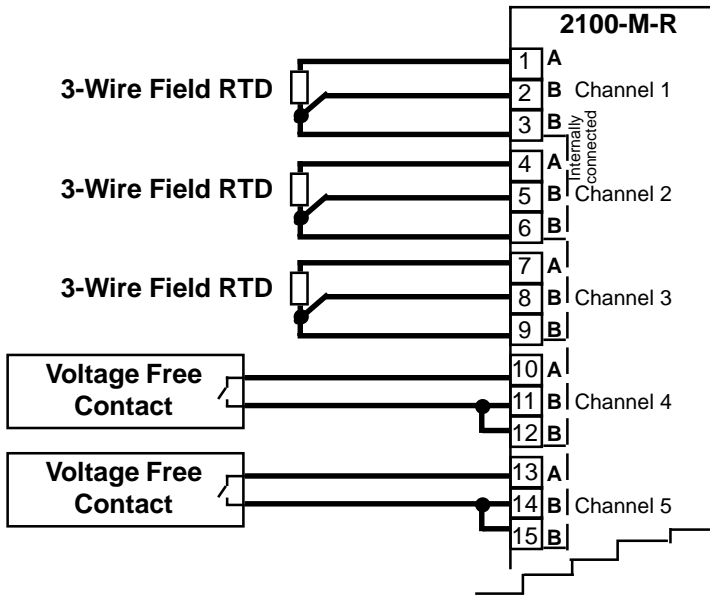 2100-M-R
3-Wire Field RTD
1 A
2 B Channel 1
3 B
Internally
connected
3-Wire Field RTD
4 A
5 B Channel 2
6 B
3-Wire Field RTD
7 A
8 B Channel 3
9 B
Voltage Free
Contact
10 A
11 B Channel 4
12 B
Voltage Free
Contact
13 A
14 B Channel 5
15 B